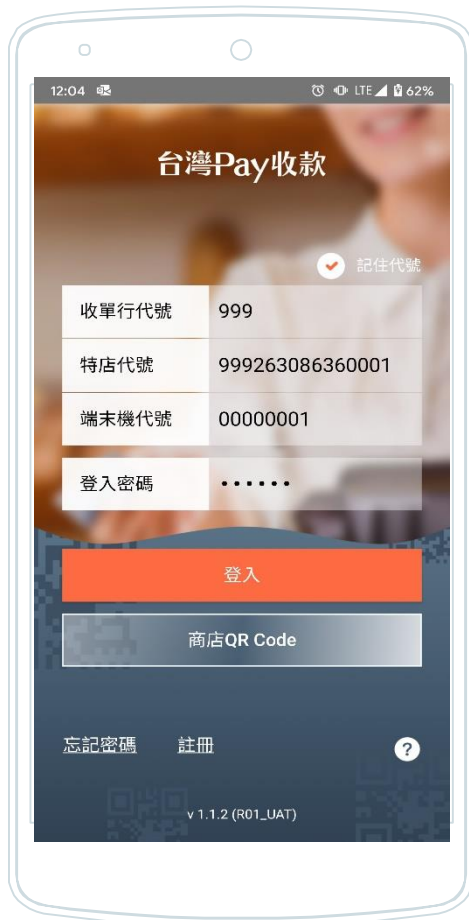 12:04 LTE 62%
台灣Pay收款
記住代號
收單行代號 999
特店代號 999263086360001
端末機代號 00000001
登入密碼 ••••••
登入
商店QR Code
忘記密碼 註冊 ?
v 1.1.2 (R01_UAT)